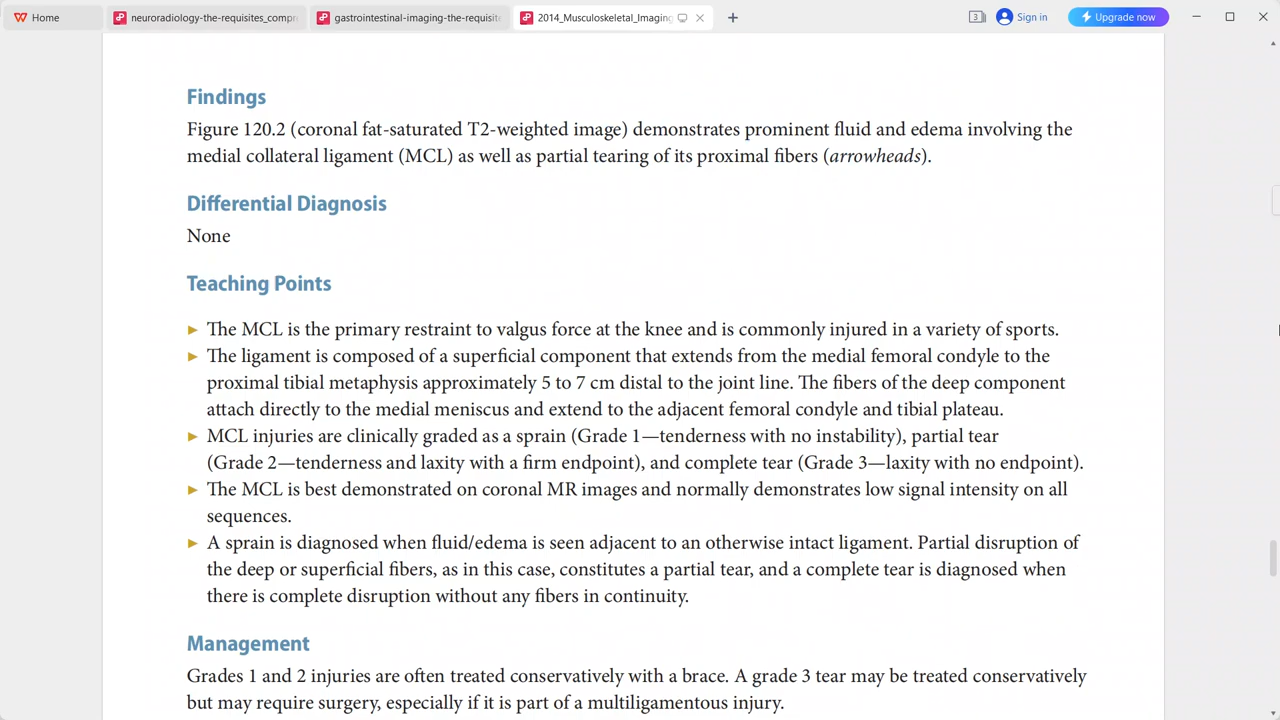 Home
neuroradiology-the-requisites_compr
gastrointestinal-imaging-the-requisite
2014_Musculoskeletal_Imaging
3
Sign in
Upgrade now
Findings
Figure 120.2 (coronal fat-saturated T2-weighted image) demonstrates prominent fluid and edema involving the
medial collateral ligament (MCL) as well as partial tearing of its proximal fibers (arrowheads).
Differential Diagnosis
None
Teaching Points
► The MCL is the primary restraint to valgus force at the knee and is commonly injured in a variety of sports.
► The ligament is composed of a superficial component that extends from the medial femoral condyle to the
proximal tibial metaphysis approximately 5 to 7 cm distal to the joint line. The fibers of the deep component
attach directly to the medial meniscus and extend to the adjacent femoral condyle and tibial plateau.
► MCL injuries are clinically graded as a sprain (Grade 1—tenderness with no instability), partial tear
(Grade 2—tenderness and laxity with a firm endpoint), and complete tear (Grade 3—laxity with no endpoint).
► The MCL is best demonstrated on coronal MR images and normally demonstrates low signal intensity on all
sequences.
► A sprain is diagnosed when fluid/edema is seen adjacent to an otherwise intact ligament. Partial disruption of
the deep or superficial fibers, as in this case, constitutes a partial tear, and a complete tear is diagnosed when
there is complete disruption without any fibers in continuity.
Management
Grades 1 and 2 injuries are often treated conservatively with a brace. A grade 3 tear may be treated conservatively
but may require surgery, especially if it is part of a multiligamentous injury.